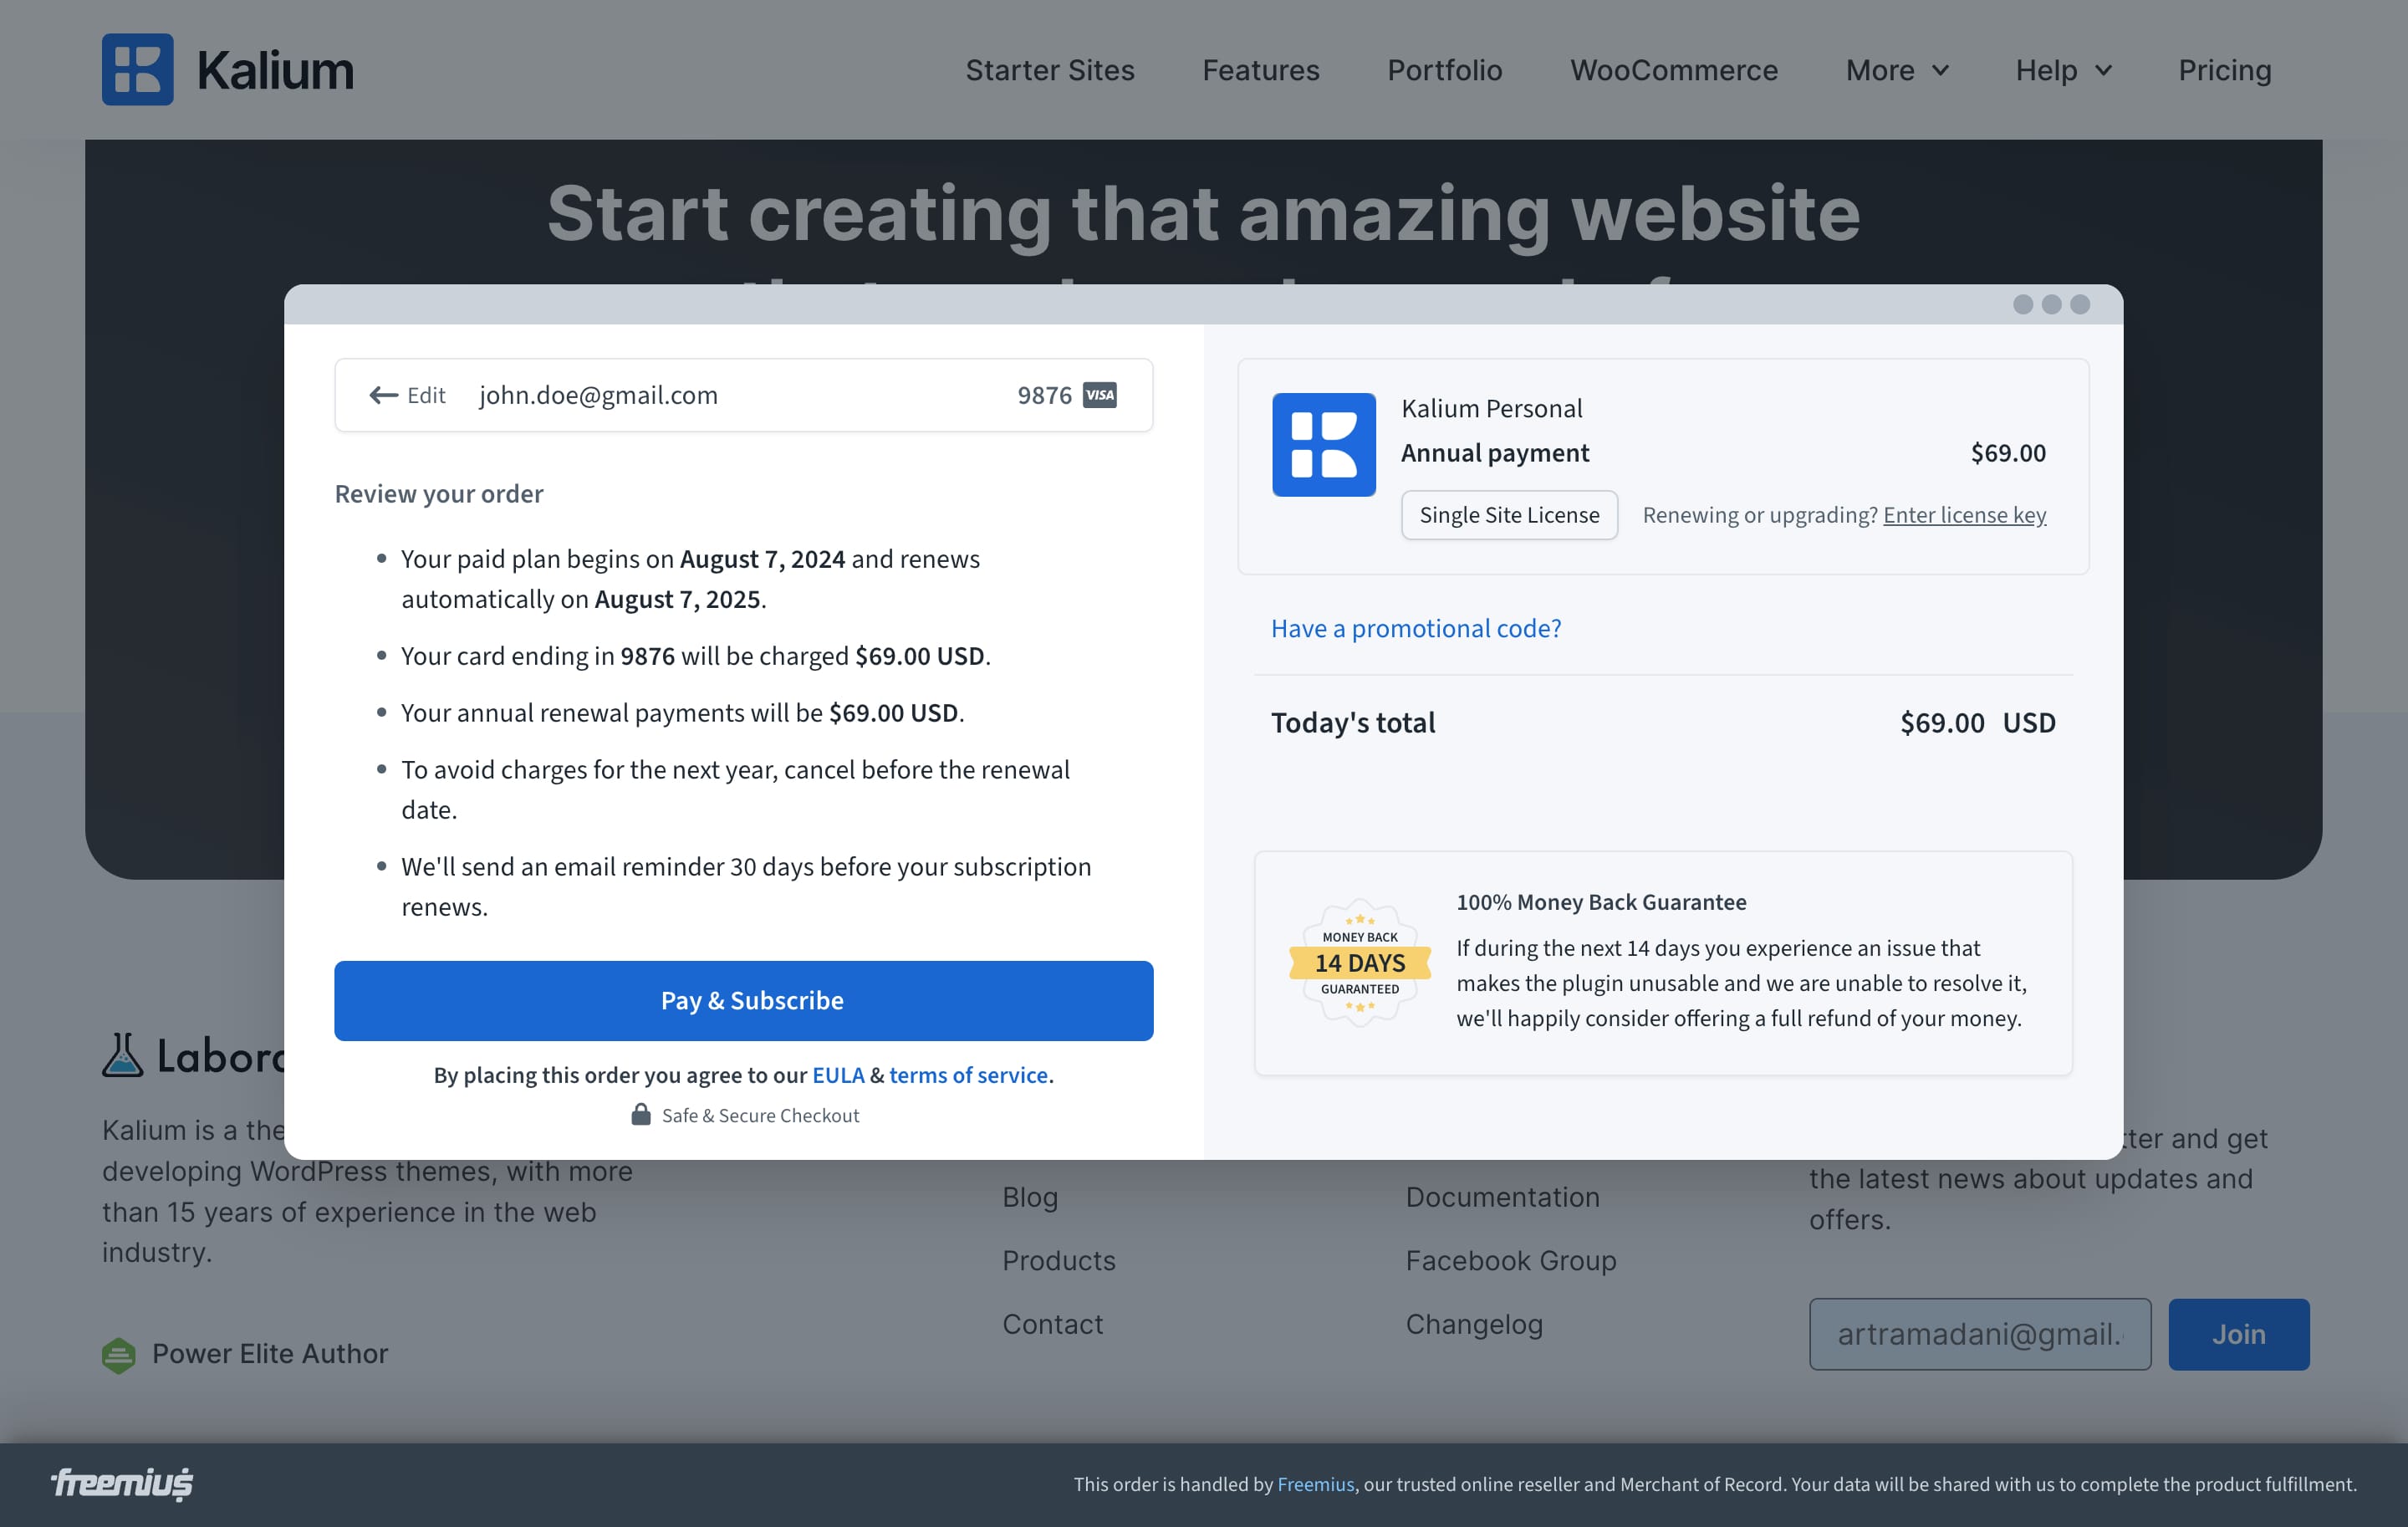 Kalium
Starter Sites Features Portfolio WooCommerce More Help Pricing
Start creating that amazing website
← Edit john.doe@gmail.com 9876 VISA
Review your order
• Your paid plan begins on August 7, 2024 and renews
automatically on August 7, 2025.
• Your card ending in 9876 will be charged $69.00 USD.
• Your annual renewal payments will be $69.00 USD.
• To avoid charges for the next year, cancel before the renewal
date.
• We'll send an email reminder 30 days before your subscription
renews.
Pay & Subscribe
By placing this order you agree to our EULA & terms of service.
Safe & Secure Checkout
Kalium Personal
Annual payment $69.00
Single Site License Renewing or upgrading? Enter license key
Have a promotional code?
Today's total $69.00 USD
MONEY BACK
14 DAYS
GUARANTEED
100% Money Back Guarantee
If during the next 14 days you experience an issue that
makes the plugin unusable and we are unable to resolve it,
we'll happily consider offering a full refund of your money.
Kalium is a
developing WordPress themes, with more
than 15 years of experience in the web
industry.
Power Elite Author
Blog
Products
Contact
Documentation
Facebook Group
Changelog
and get
the latest news about updates and
offers.
artramadani@gmail.
Join
freemius
This order is handled by Freemius, our trusted online reseller and Merchant of Record. Your data will be shared with us to complete the product fulfillment.